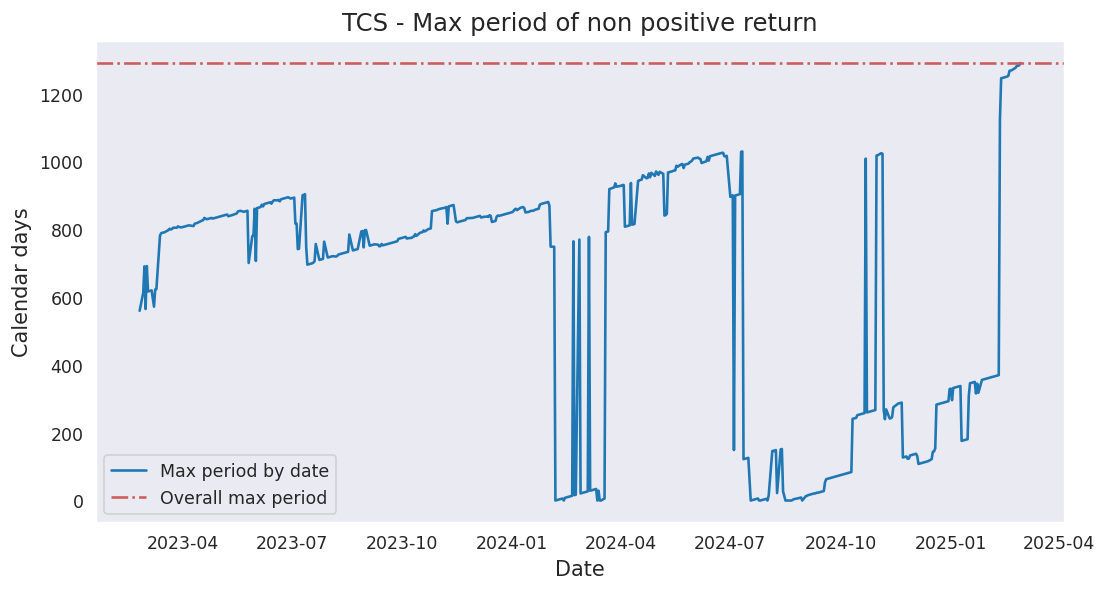 TCS - Max period of non positive return
Calendar days
1200
1000
800
600
400
200
0
Max period by date
Overall max period
2023-04 2023-07 2023-10 2024-01 2024-04 2024-07 2024-10 2025-01 2025-04
Date